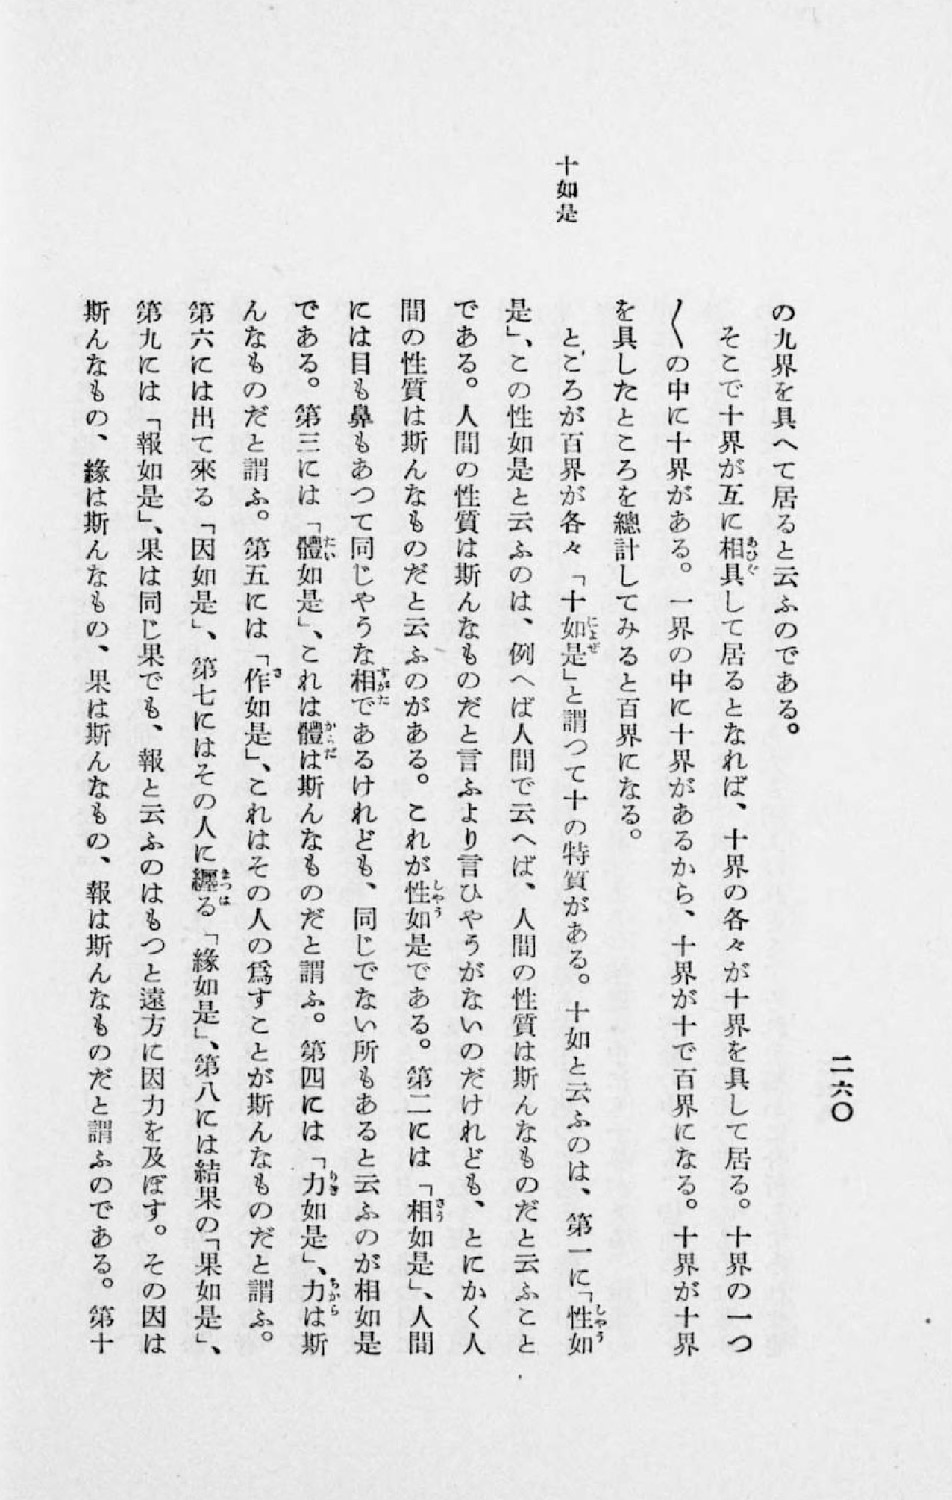 二六〇
十如是
の九界を具へて居ると云ふのである。
そこで十界が互に相具して居るとなれば、十界の各々が十界を具して居る。十界の一つ
〱の中に十界がある。一界の中に十界があるから、十界が十で百界になる。十界が十界
を具したところを總計してみると百界になる。
ところが百界が各々「十如是」と謂つて十の特質がある。十如と云ふのは、第一に「性如
是」、この性如是と云ふのは、例へば人間で云へば、人間の性質は斯んなものだと云ふこと
である。人間の性質は斯んなものだと言ふより言ひやうがないのだけれども、とにかく人
間の性質は斯んなものだと云ふのがある。これが性如是である。第二には「相如是」、人間
には目も鼻もあつて同じやうな相であるけれども、同じでない所もあると云ふのが相如是
である。第三には「體如是」、これは體は斯んなものだと謂ふ。第四には「力如是」、力は斯
んなものだと謂ふ。第五には「作如是」、これはその人の爲すことが斯んなものだと謂ふ。
第六には出て來る「因如是」、第七にはその人に纒る「緣如是」、第八には結果の「果如是」、
第九には「報如是」、果は同じ果でも、報と云ふのはもつと遠方に因力を及ぼす。その因は
斯んなもの、緣は斯んなもの、果は斯んなもの、報は斯んなものだと謂ふのである。第十